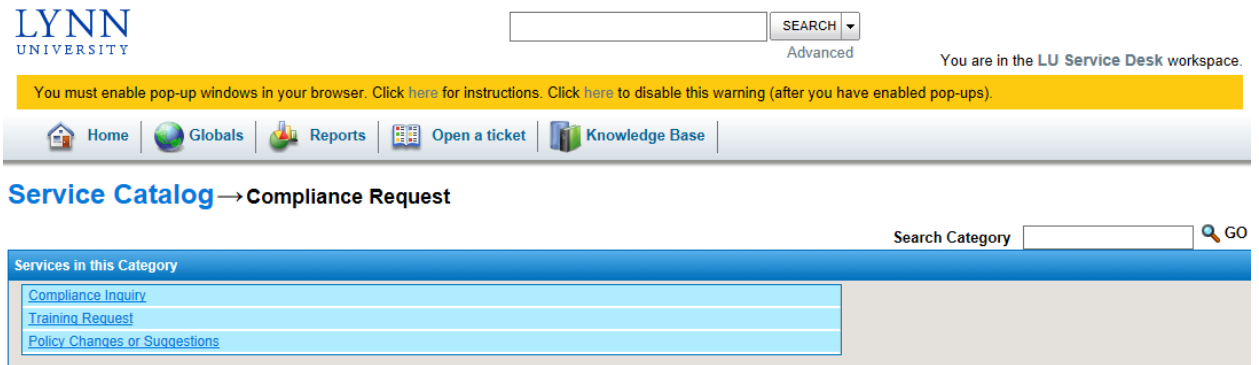 LYNN
UNIVERSITY
SEARCH
Advanced
You are in the LU Service Desk workspace.
You must enable pop-up windows in your browser. Click here for instructions. Click here to disable this warning (after you have enabled pop-ups).
Home Globals Reports Open a ticket Knowledge Base
Service Catalog→Compliance Request
Search Category GO
Services in this Category
Compliance Inquiry
Training Request
Policy Changes or Suggestions